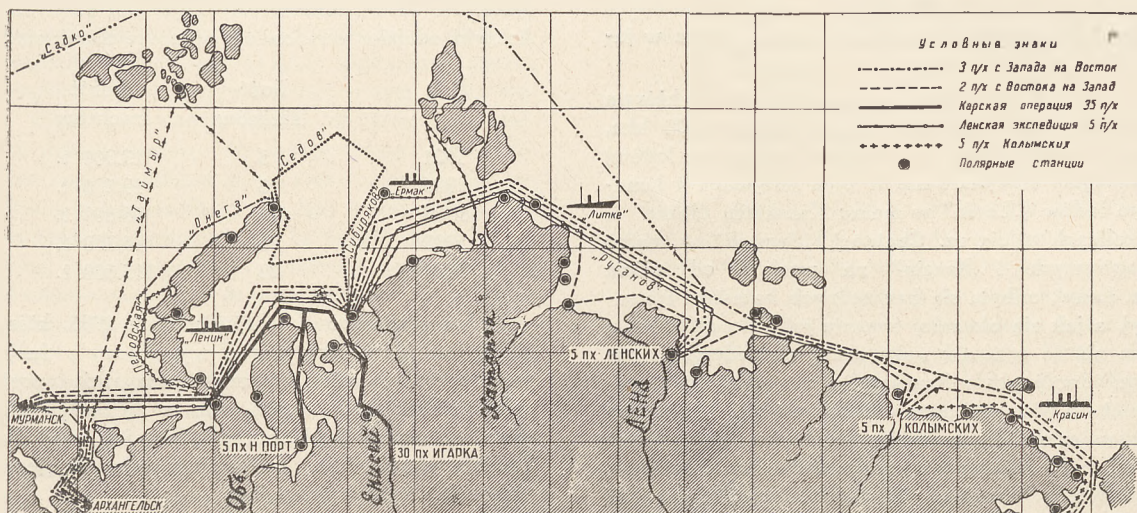 „Садко"
Условные знаки
3 п/х с Запада на Восток
2 п/х с Востока на Запад
Карская операция 35 п/х
Ленская экспедиция 5 п/х
5 п/х Колымских
Полярные станции
„Таймыр"
Седов
„Ермак"
„Онега"
Сибиряков
„Литке"
„Русанов"
Перовская
„Ленин"
Хатанга
5 пх ЛЕНСКИХ
ЛЕНА
МУРМАНСК
„Красин"
5 пх КОЛЫМСКИХ
5 пх Н ПОРТ
30 пх ИГАРКА
Енисей
Обь
АРХАНГЕЛЬСК